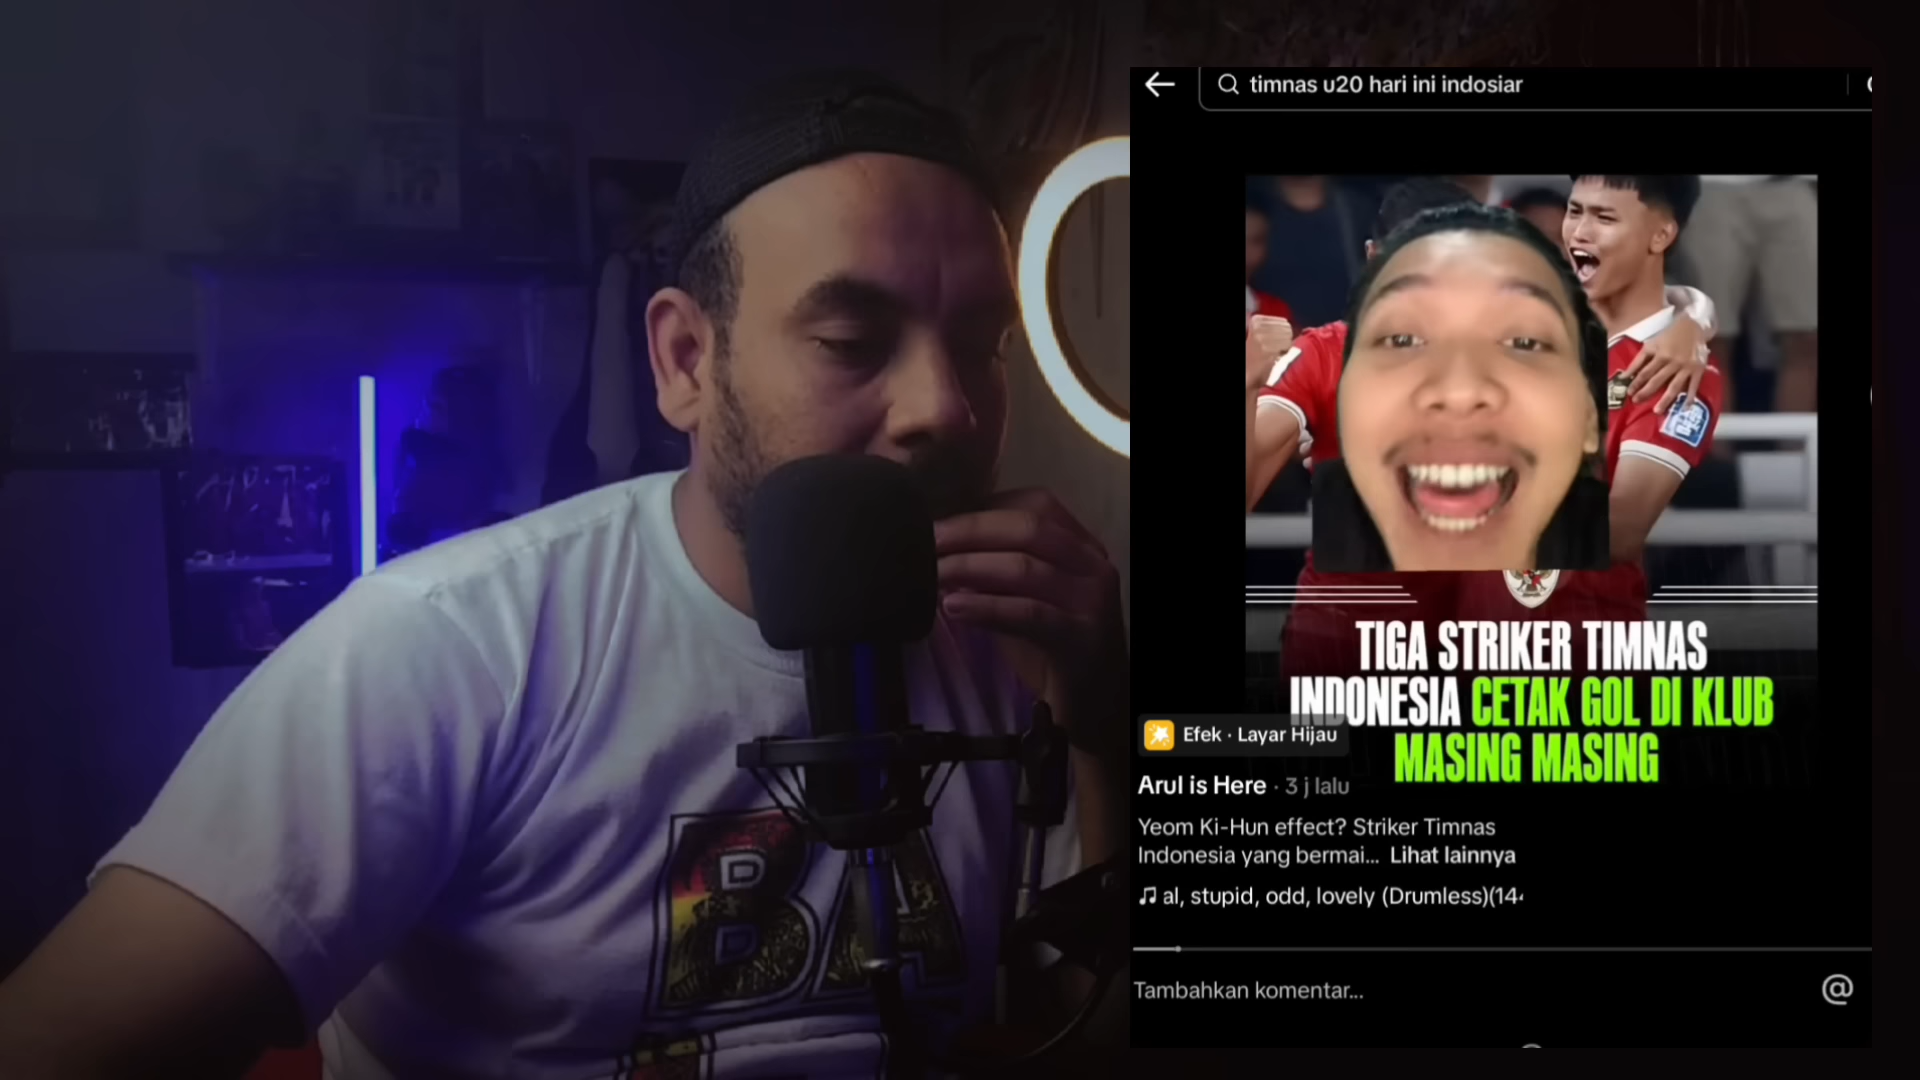 timnas u20 hari ini indosiar
TIGA STRIKER TIMNAS
INDONESIA CETAK GOL DI KLUB
MASING MASING
Efek · Layar Hijau
Arul is Here · 3 j lalu
Yeom Ki-Hun effect? Striker Timnas
Indonesia yang bermai... Lihat lainnya
al, stupid, odd, lovely (Drumless)(14
Tambahkan komentar...
@
BA